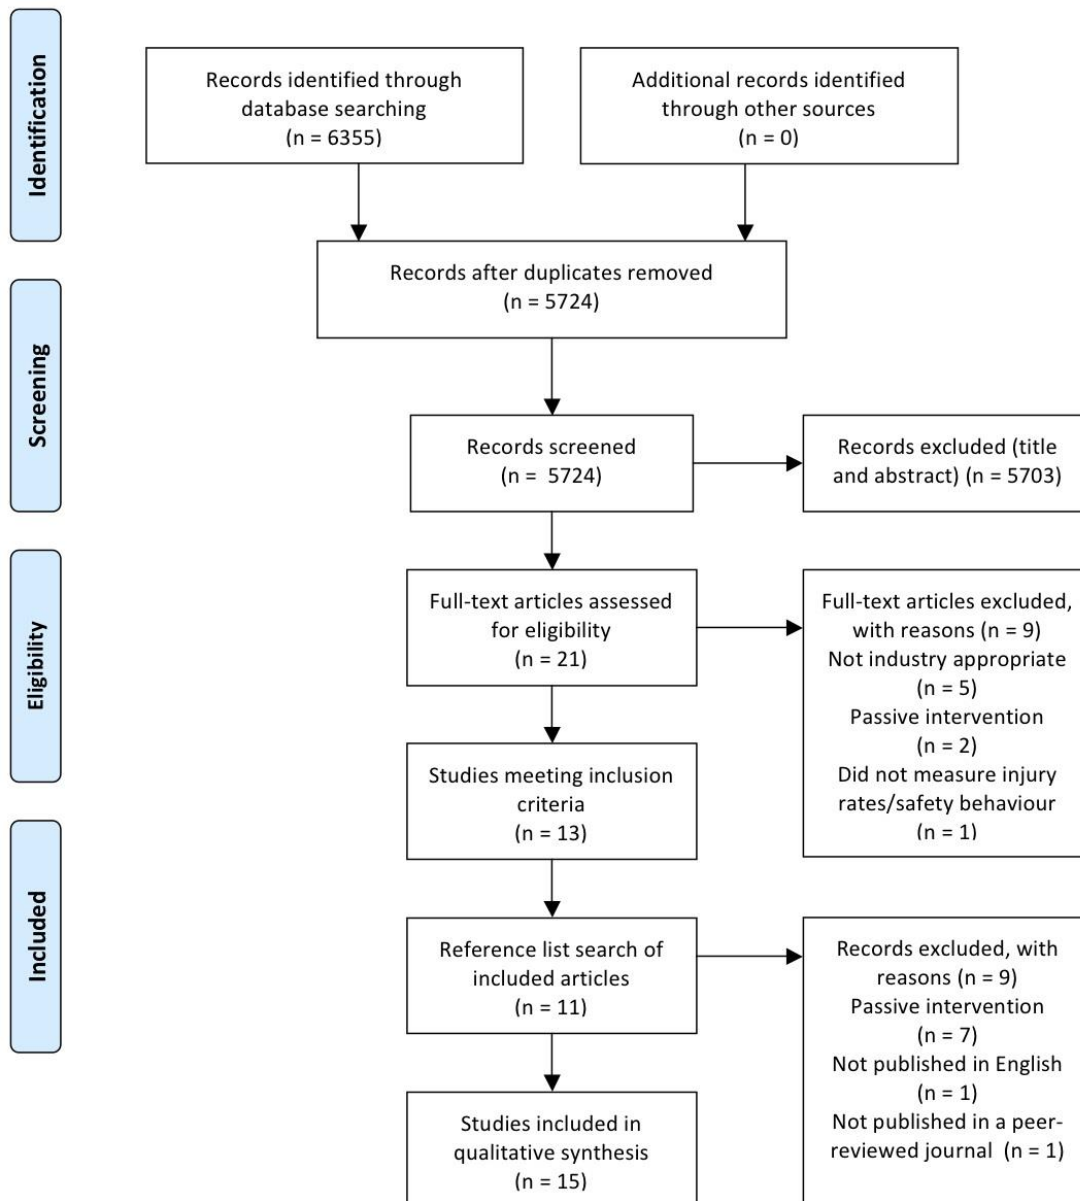 Identification
Records identified through
database searching
(n = 6355)
Additional records identified
through other sources
(n = 0)
Records after duplicates removed
(n = 5724)
Screening
Records screened
(n =  5724)
Records excluded (title
and abstract) (n = 5703)
Eligibility
Full-text articles assessed
for eligibility
(n = 21)
Full-text articles excluded,
with reasons (n = 9)
Not industry appropriate
(n = 5)
Passive intervention
(n = 2)
Did not measure injury
rates/safety behaviour
(n = 1)
Studies meeting inclusion
criteria
(n = 13)
Included
Reference list search of
included articles
(n = 11)
Records excluded, with
reasons (n = 9)
Passive intervention
(n = 7)
Not published in English
(n = 1)
Not published in a peer-
reviewed journal  (n = 1)
Studies included in
qualitative synthesis
(n = 15)